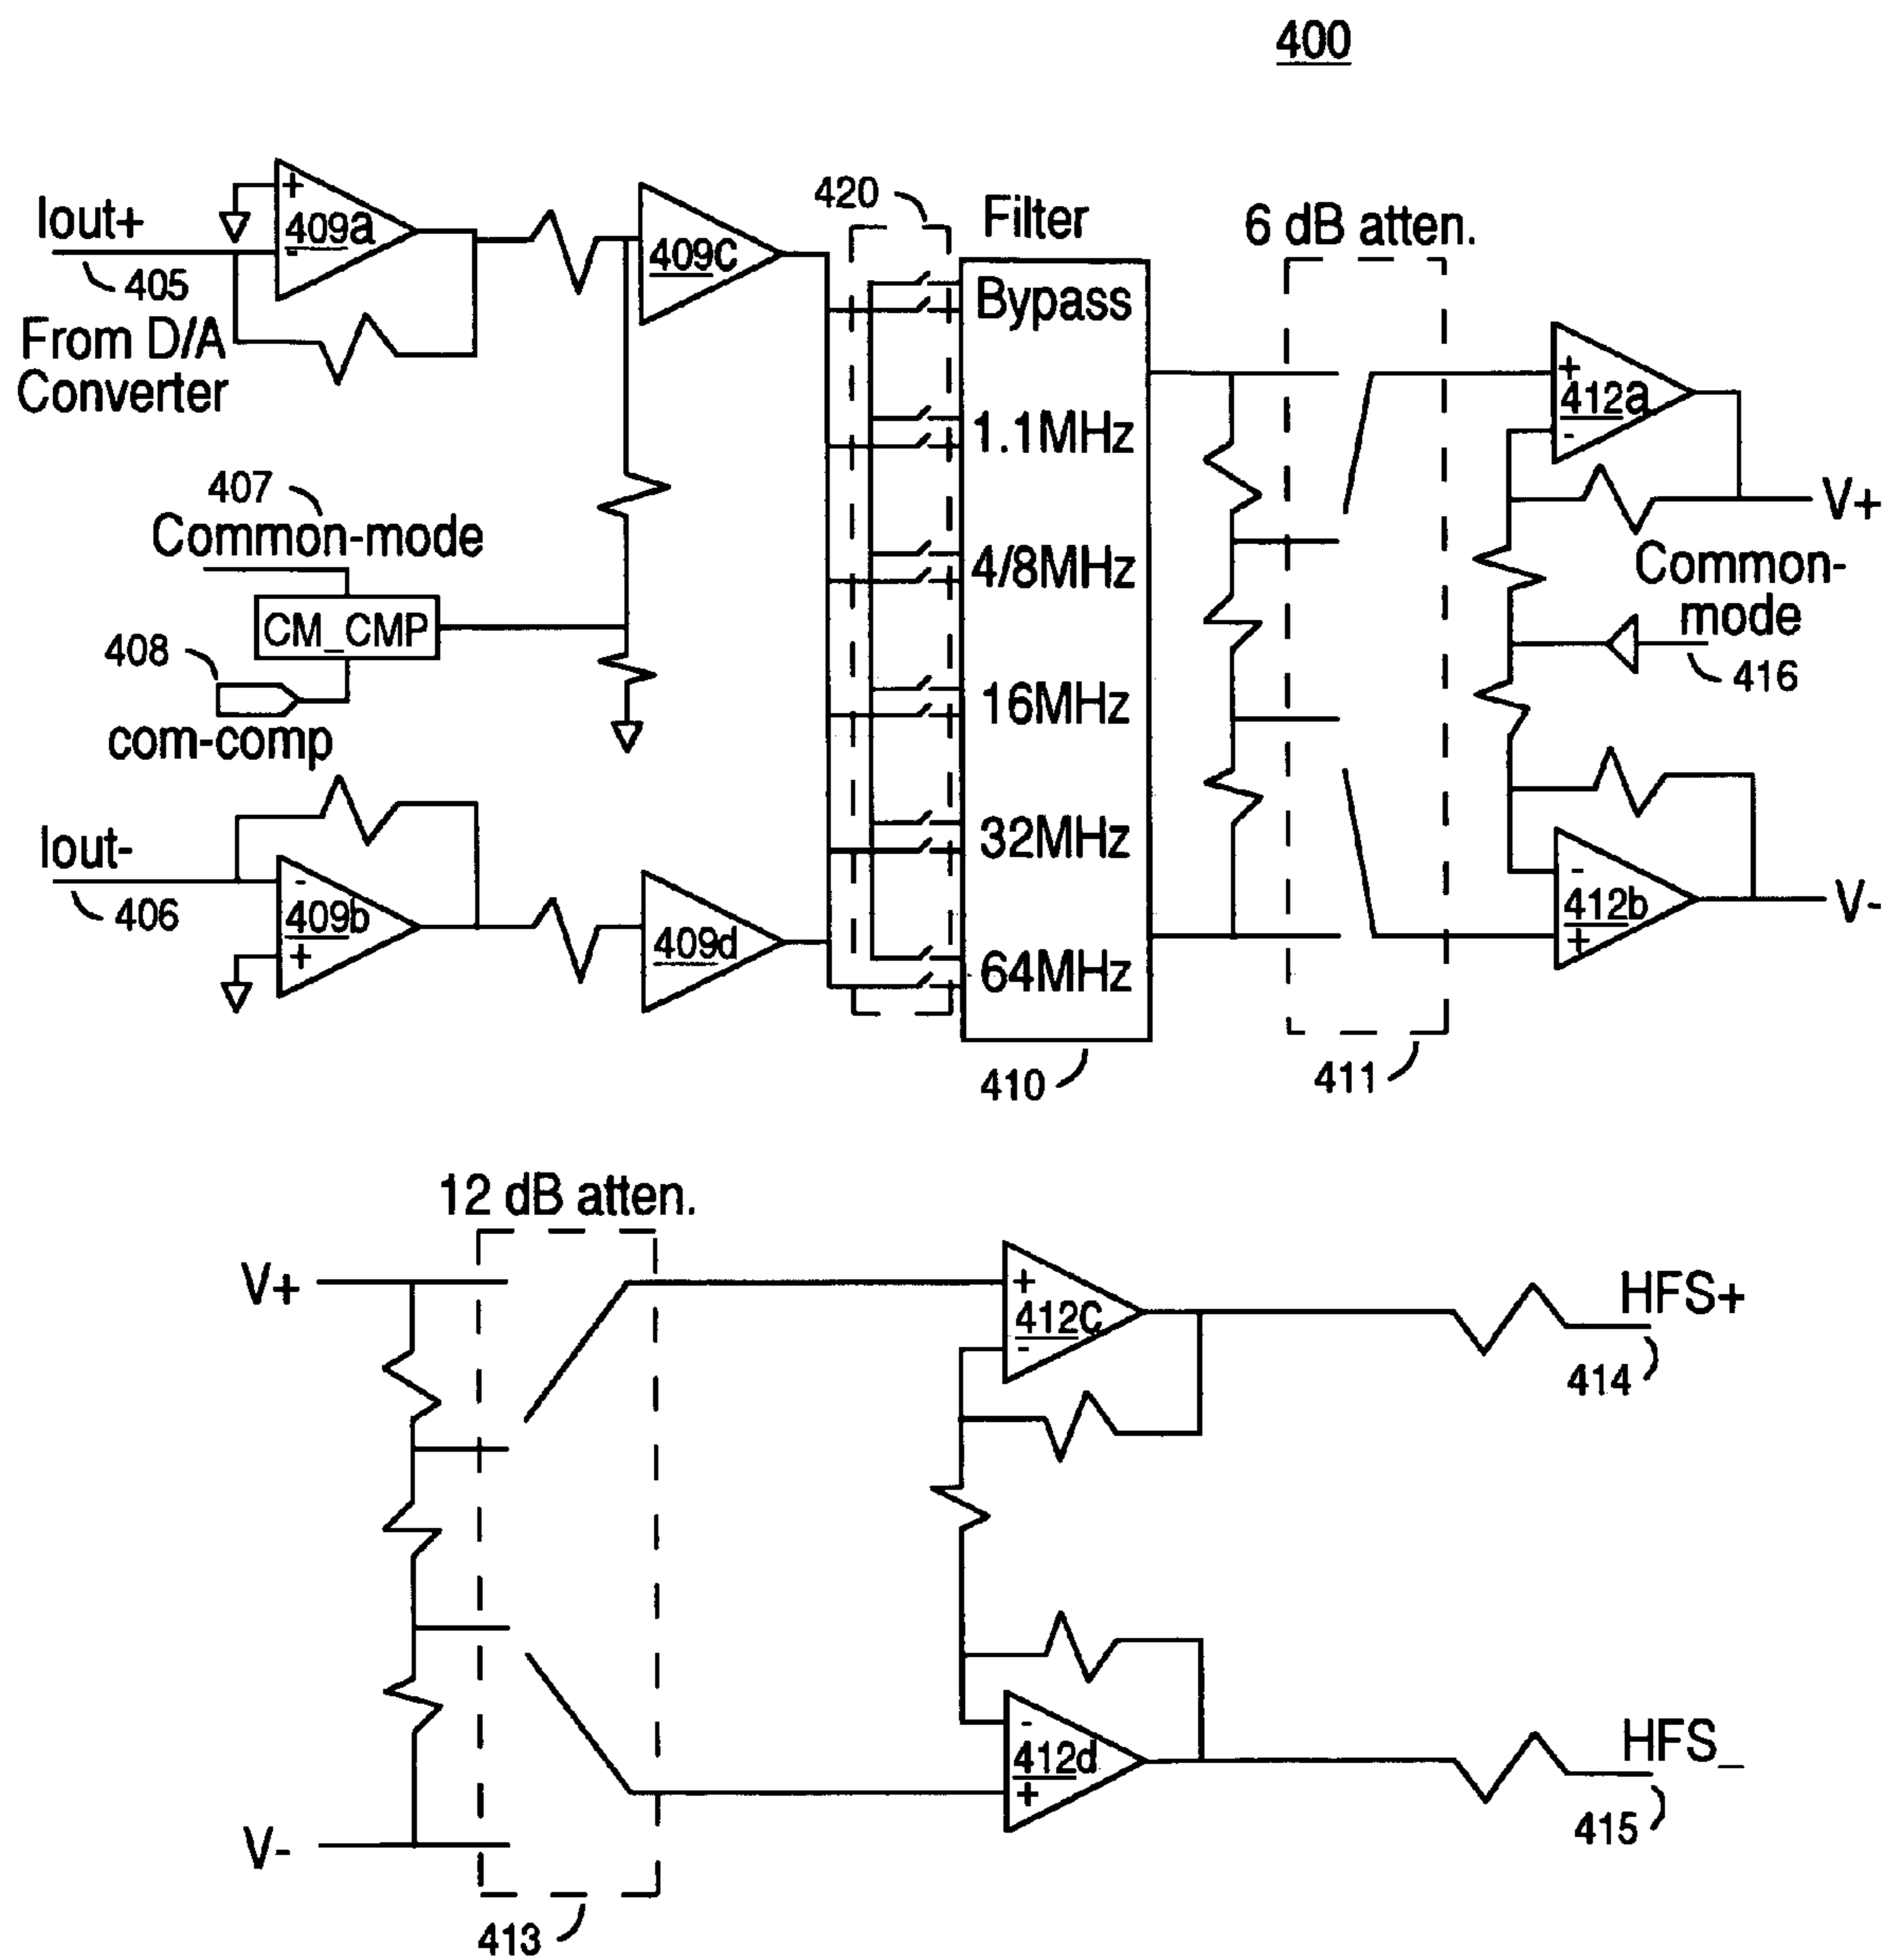 400
Iout+
405
From D/A
Converter
+
409a
-
409c
420
Filter
Bypass
1.1MHz
4/8MHz
16MHz
32MHz
64MHz
410
6 dB atten.
411
+
412a
-
V+
Common-
mode
416
407
Common-mode
CM_CMP
408
com-comp
Iout-
406
-
409b
+
409d
-
412b
+
V-
12 dB atten.
V+
V-
413
+
412c
-
HFS+
414
-
412d
+
HFS_
415